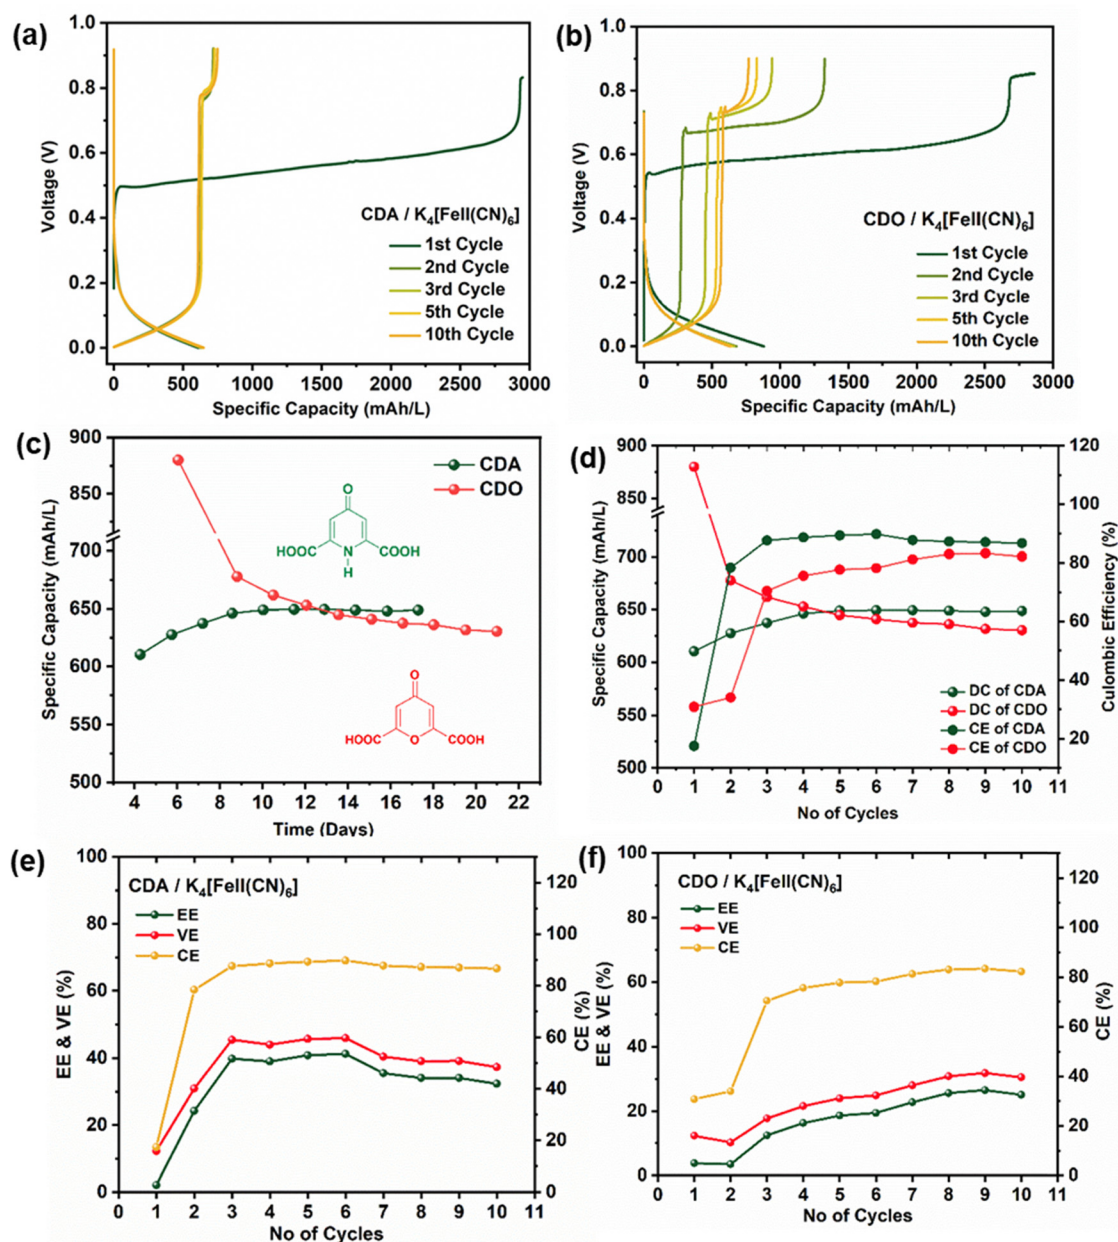 (a)
1.0
0.8
0.6
0.4
0.2
0.0
Voltage (V)
CDA / K4[FeII(CN)6]
1st Cycle
2nd Cycle
3rd Cycle
5th Cycle
10th Cycle
0 500 1000 1500 2000 2500 3000
Specific Capacity (mAh/L)
(b)
1.0
0.8
0.6
0.4
0.2
0.0
Voltage (V)
CDO / K4[FeII(CN)6]
1st Cycle
2nd Cycle
3rd Cycle
5th Cycle
10th Cycle
0 500 1000 1500 2000 2500 3000
Specific Capacity (mAh/L)
(c)
900
850
700
650
600
550
500
Specific Capacity (mAh/L)
CDA
CDO
O
HOOC N COOH
H
O
HOOC O COOH
4 6 8 10 12 14 16 18 20 22
Time (Days)
(d)
900
850
700
650
600
550
500
Specific Capacity (mAh/L)
120
100
80
60
40
20
Culombic Efficiency (%)
DC of CDA
DC of CDO
CE of CDA
CE of CDO
0 1 2 3 4 5 6 7 8 9 10 11
No of Cycles
(e)
100
80
60
40
20
0
EE & VE (%)
CDA / K4[FeII(CN)6]
EE
VE
CE
120
100
80
60
40
20
0
CE (%)
0 1 2 3 4 5 6 7 8 9 10 11
No of Cycles
(f)
100
80
60
40
20
0
EE & VE (%)
CDO / K4[FeII(CN)6]
EE
VE
CE
120
100
80
60
40
20
0
CE (%)
0 1 2 3 4 5 6 7 8 9 10 11
No of Cycles